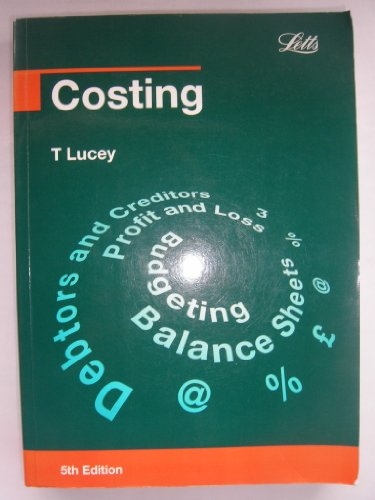 Letts
Costing
T Lucey
Debtors and Creditors
Profit and Loss 3
Budgeting
Balance Sheets %
@ % £ @
5th Edition